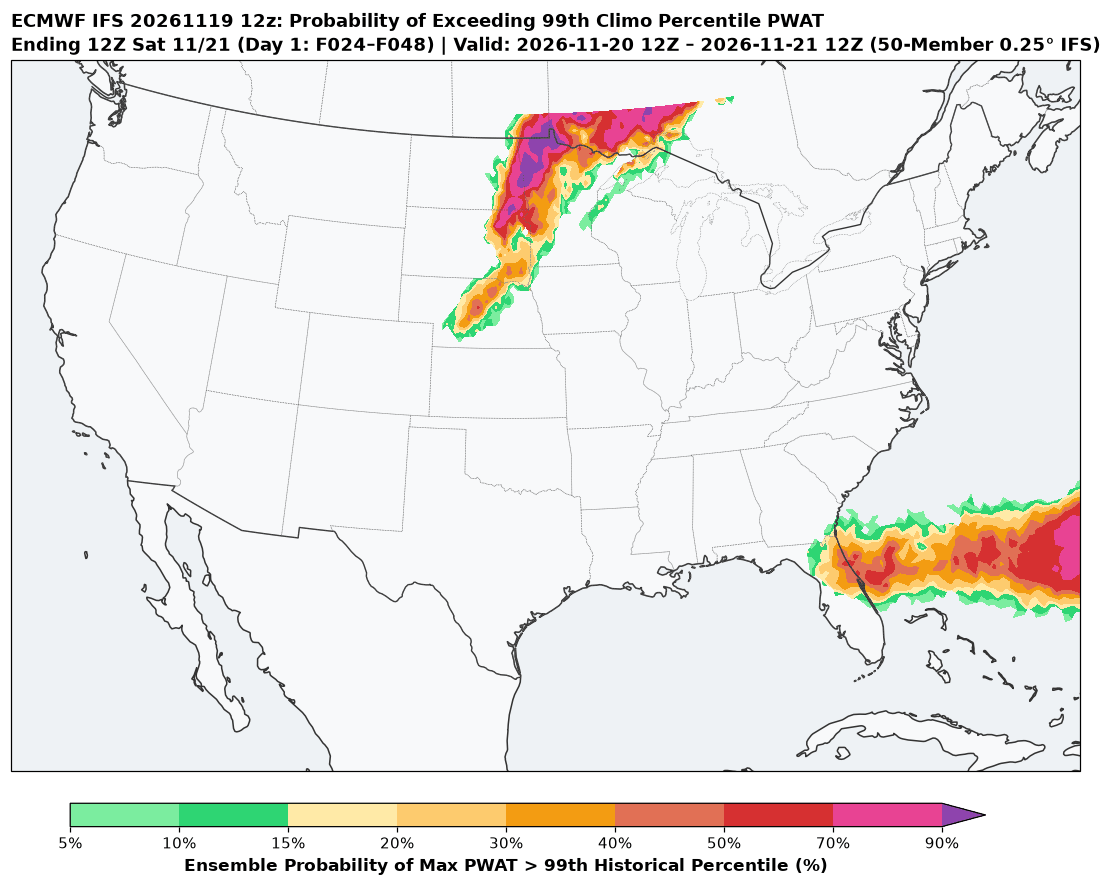 ECMWF IFS 20261119 12z: Probability of Exceeding 99th Climo Percentile PWAT
Ending 12Z Sat 11/21 (Day 1: F024–F048) | Valid: 2026-11-20 12Z – 2026-11-21 12Z (50-Member 0.25° IFS)
5% 10% 15% 20% 30% 40% 50% 70% 90%
Ensemble Probability of Max PWAT > 99th Historical Percentile (%)